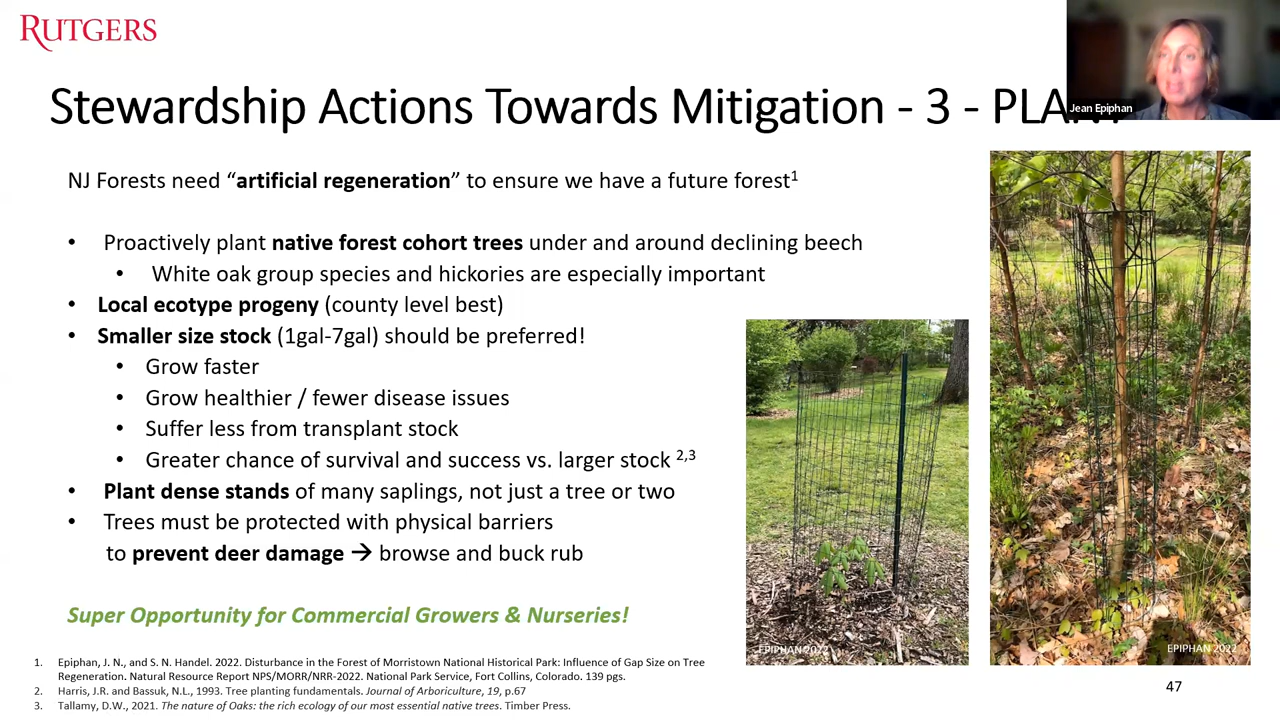 RUTGERS
Jean Epiphan
Stewardship Actions Towards Mitigation - 3 - PLANT
NJ Forests need “artificial regeneration” to ensure we have a future forest1
• Proactively plant native forest cohort trees under and around declining beech
• White oak group species and hickories are especially important
• Local ecotype progeny (county level best)
• Smaller size stock (1gal-7gal) should be preferred!
• Grow faster
• Grow healthier / fewer disease issues
• Suffer less from transplant stock
• Greater chance of survival and success vs. larger stock 2,3
• Plant dense stands of many saplings, not just a tree or two
• Trees must be protected with physical barriers
to prevent deer damage → browse and buck rub
Super Opportunity for Commercial Growers & Nurseries!
EPIPHAN 2022
EPIPHAN 2022
1. Epiphan, J. N., and S. N. Handel. 2022. Disturbance in the Forest of Morristown National Historical Park: Influence of Gap Size on Tree
Regeneration. Natural Resource Report NPS/MORR/NRR-2022. National Park Service, Fort Collins, Colorado. 139 pgs.
2. Harris, J.R. and Bassuk, N.L., 1993. Tree planting fundamentals. Journal of Arboriculture, 19, p.67
3. Tallamy, D.W., 2021. The nature of Oaks: the rich ecology of our most essential native trees. Timber Press.
47